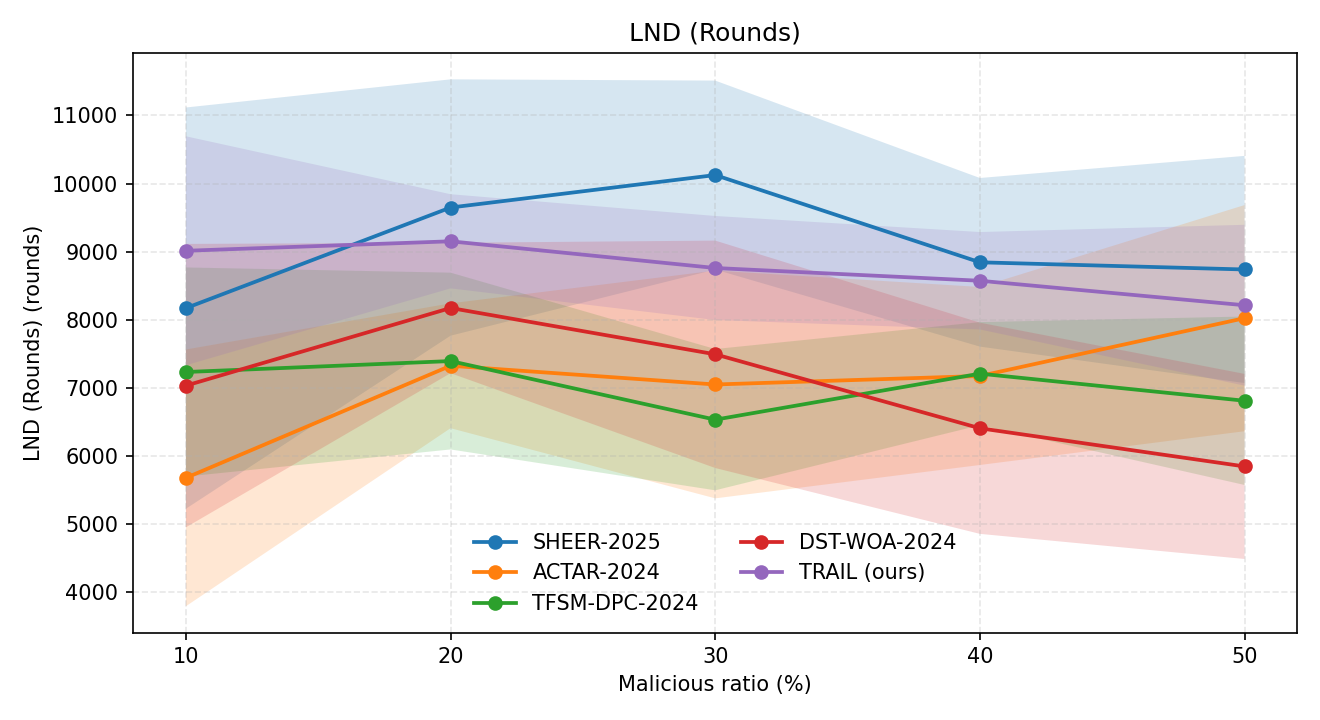 LND (Rounds)
LND (Rounds) (rounds)
11000
10000
9000
8000
7000
6000
5000
4000
SHEER-2025
ACTAR-2024
TFSM-DPC-2024
DST-WOA-2024
TRAIL (ours)
10 20 30 40 50
Malicious ratio (%)